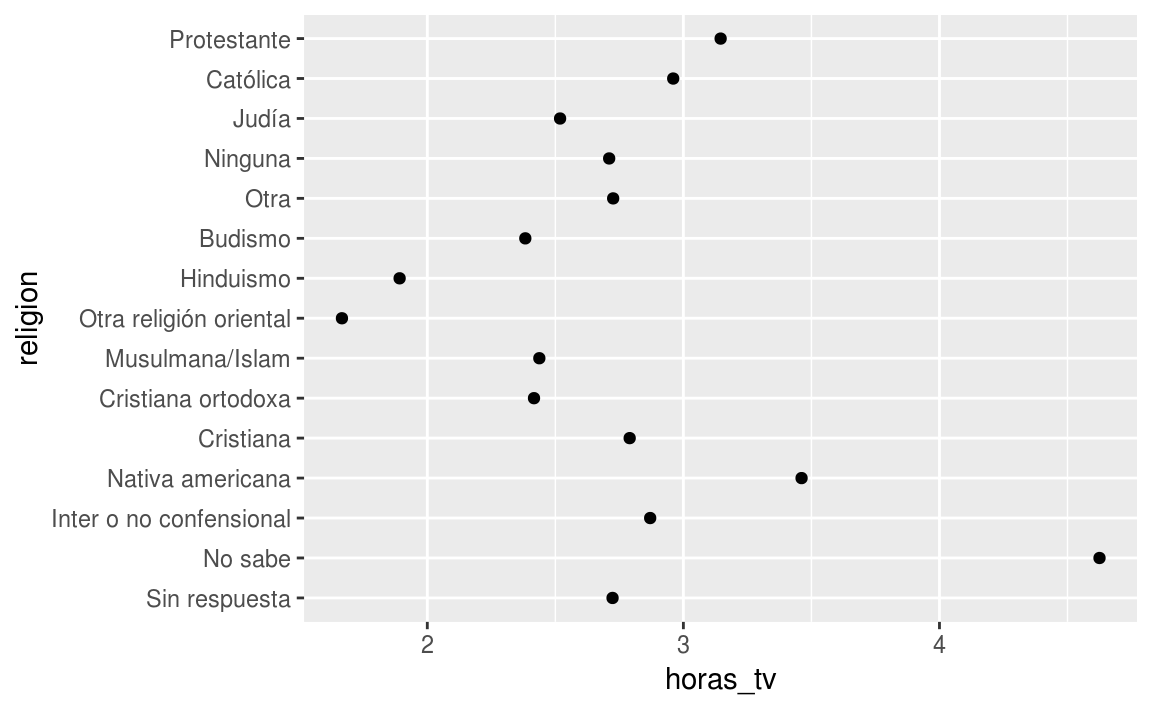 Protestante
Católica
Judía
Ninguna
Otra
Budismo
Hinduismo
Otra religión oriental
Musulmana/Islam
Cristiana ortodoxa
Cristiana
Nativa americana
Inter o no confensional
No sabe
Sin respuesta
religion
2 3 4
horas_tv